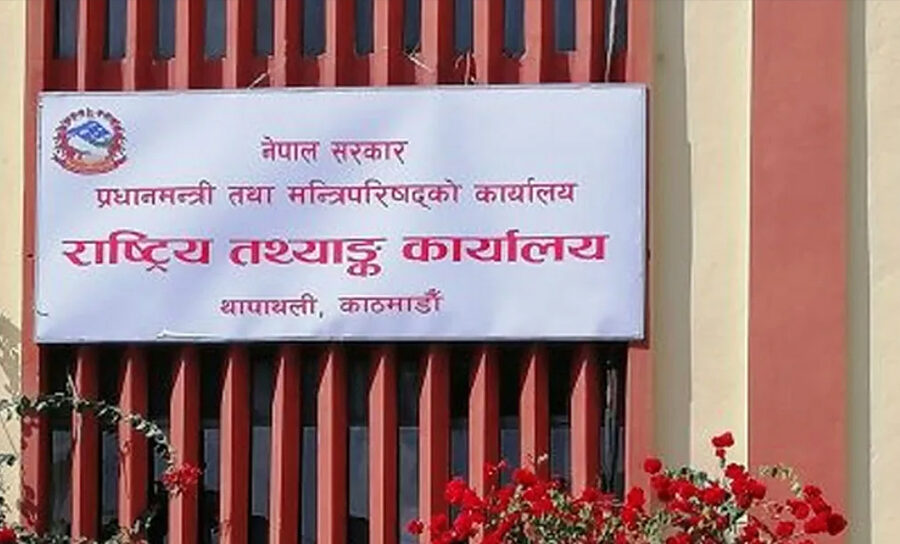 नेपाल सरकार
प्रधानमन्त्री तथा मन्त्रिपरिषद्को कार्यालय
राष्ट्रिय तथ्याङ्क कार्यालय
थापाथली, काठमाडौँ